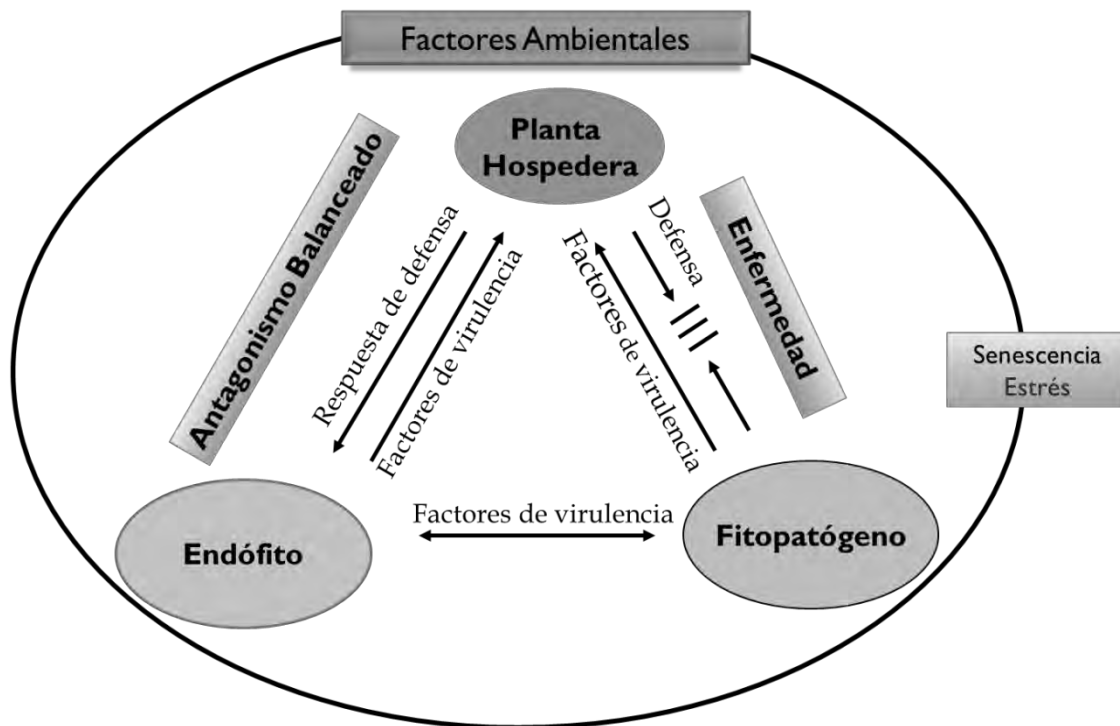 Factores Ambientales
Planta
Hospedera
Antagonismo Balanceado
Respuesta de defensa
Factores de virulencia
Factores de virulencia
Defensa
Enfermedad
Senescencia
Estrés
Factores de virulencia
Endófito
Fitopatógeno